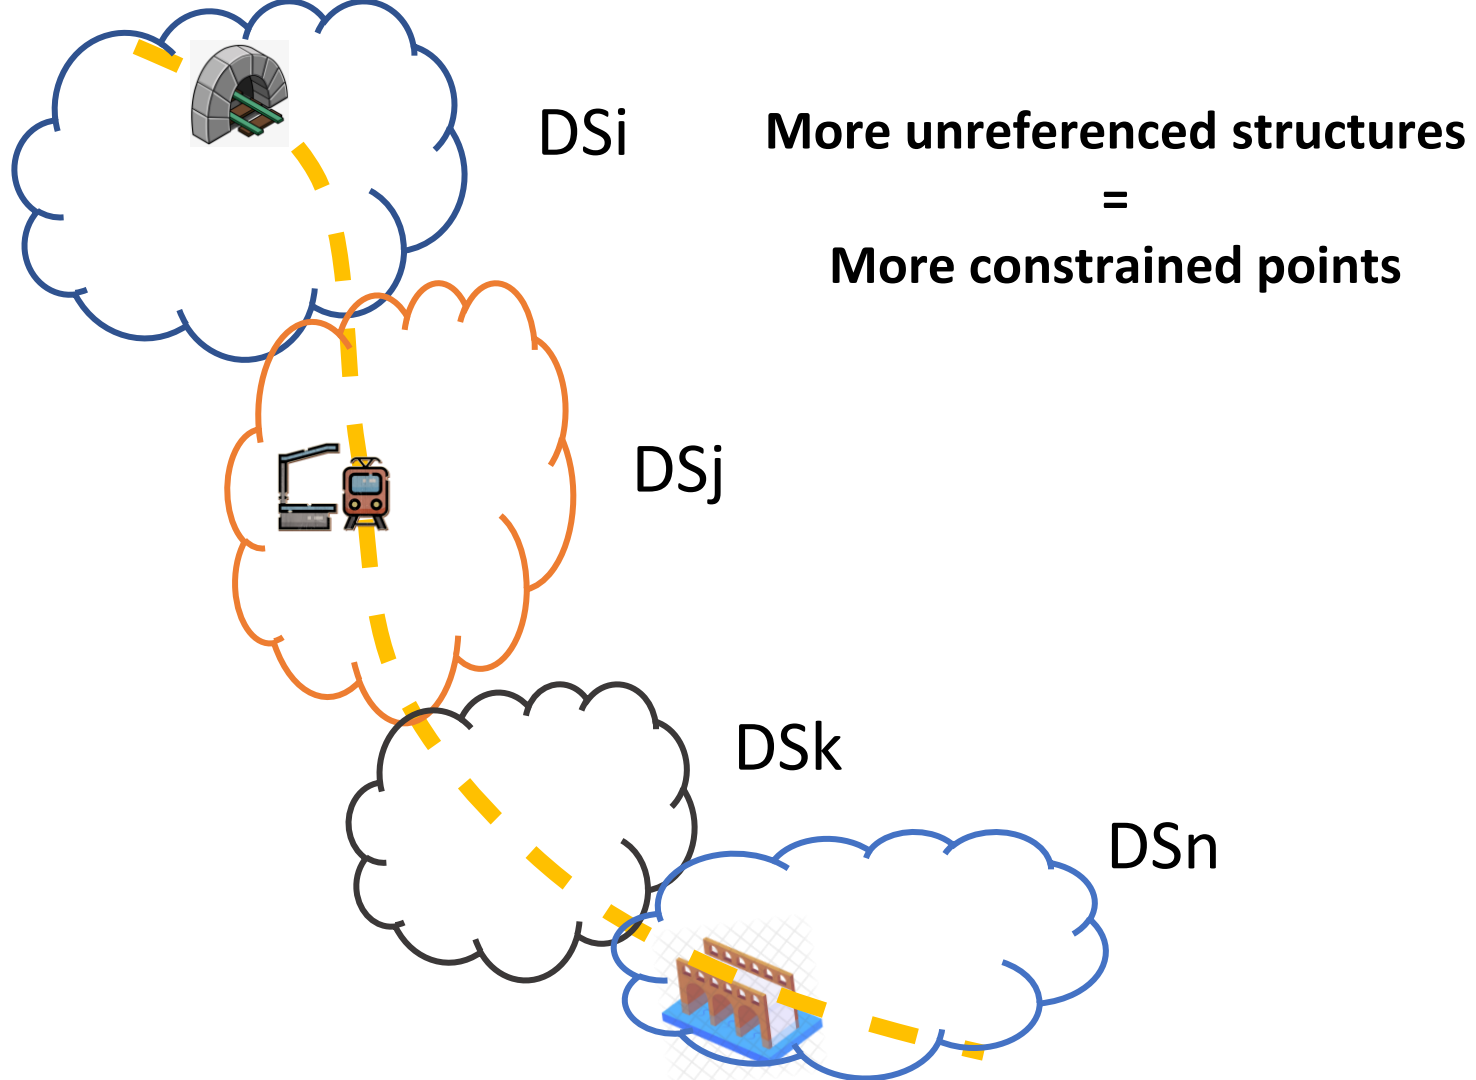 DSi
More unreferenced structures
=
More constrained points
DSj
DSk
DSn